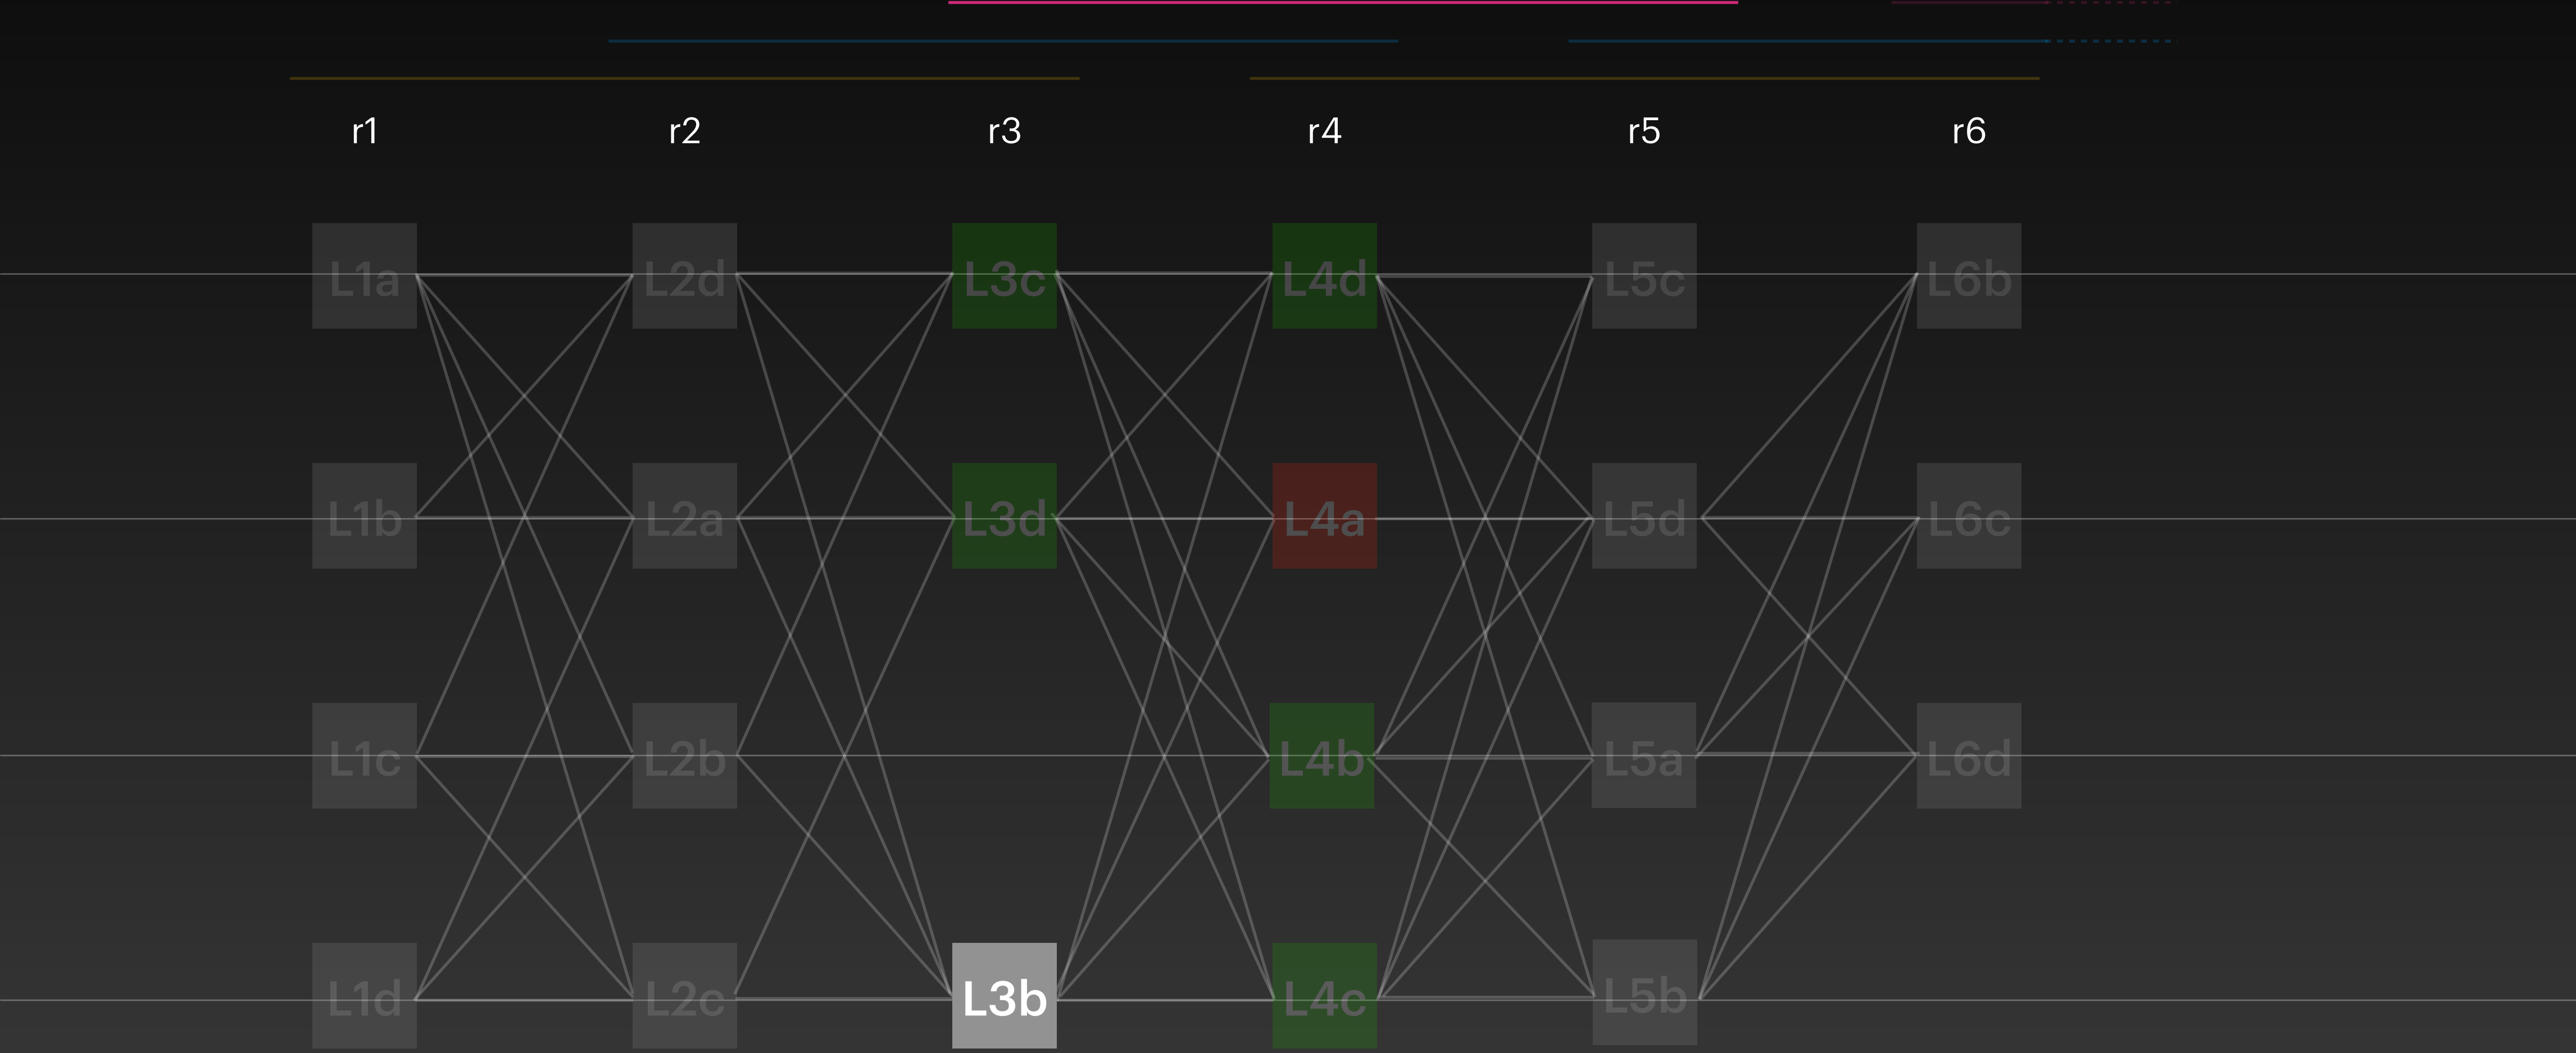 r1 r2 r3 r4 r5 r6
L1a L2d L3c L4d L5c L6b
L1b L2a L3d L4a L5d L6c
L1c L2b L4b L5a L6d
L1d L2c L3b L4c L5b